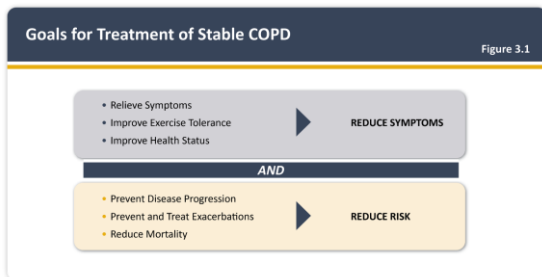 Goals for Treatment of Stable COPD
Figure 3.1
• Relieve Symptoms
• Improve Exercise Tolerance
• Improve Health Status
REDUCE SYMPTOMS
AND
• Prevent Disease Progression
• Prevent and Treat Exacerbations
• Reduce Mortality
REDUCE RISK